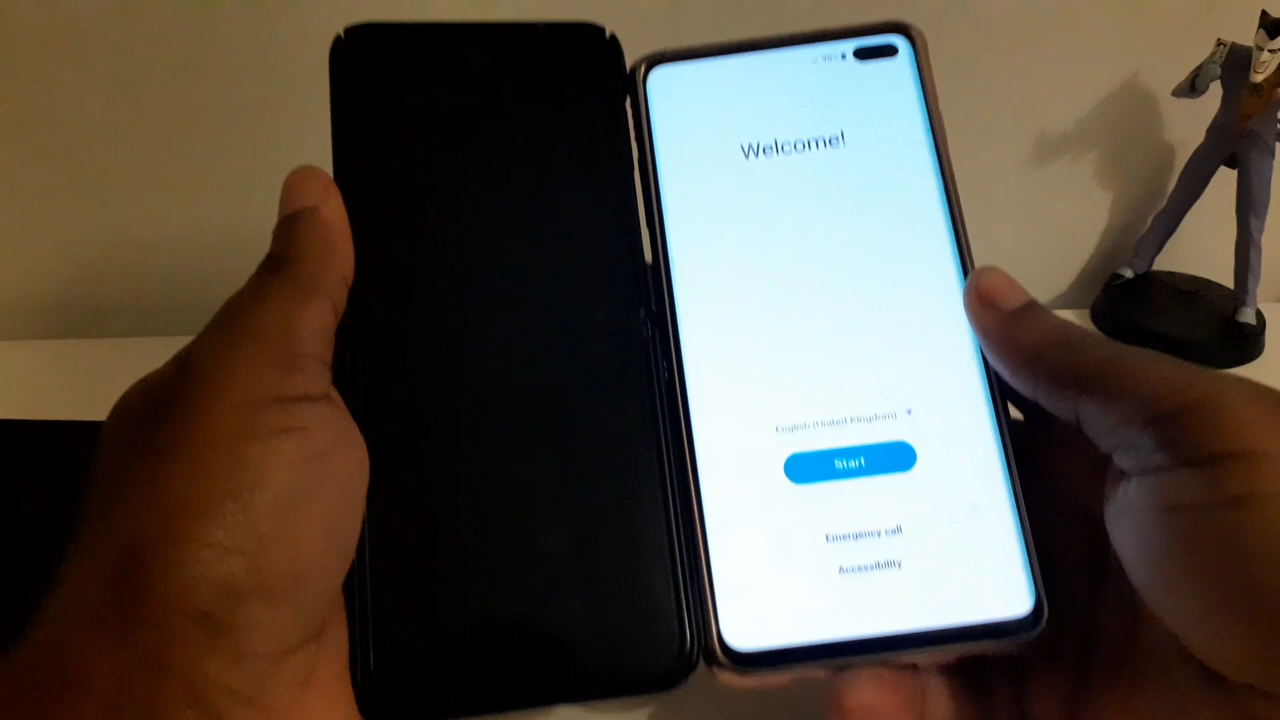 Welcome!
English (United Kingdom)
Start
Emergency call
Accessibility